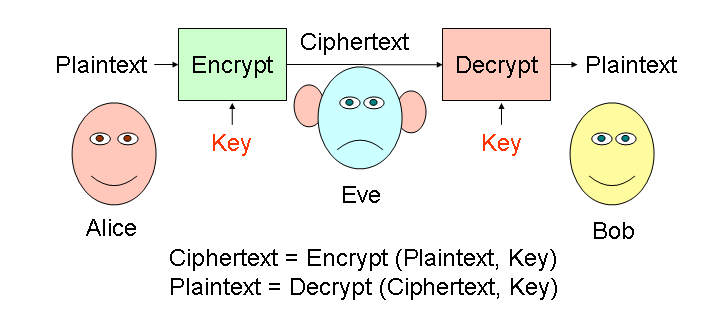 Ciphertext
Plaintext
Encrypt
Decrypt
Plaintext
Key
Key
Eve
Alice
Bob
Ciphertext = Encrypt (Plaintext, Key)
Plaintext = Decrypt (Ciphertext, Key)